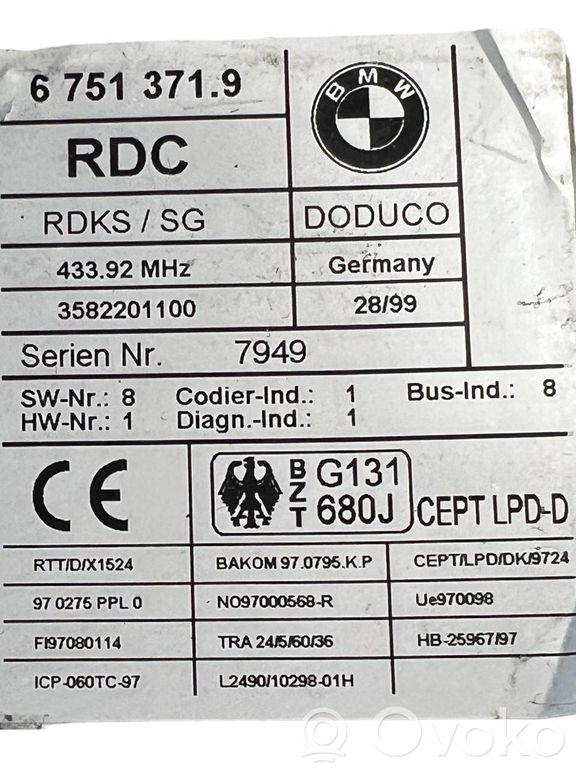 6 751 371.9
BMW
RDC
RDKS / SG
DODUCO
433.92 MHz
Germany
3582201100
28/99
Serien Nr. 7949
SW-Nr.: 8 Codier-Ind.: 1 Bus-Ind.: 8
HW-Nr.: 1 Diagn.-Ind.: 1
CE
BZT
G131
680J
CEPT LPD-D
RTT/D/X1524 BAKOM 97.0795.K.P CEPT/LPD/DK/9724
97 0275 PPL 0 NO97000568-R Ue970098
FI97080114 TRA 24/5/60/36 HB-25967/97
ICP-060TC-97 L2490/10298-01H
Ovoko